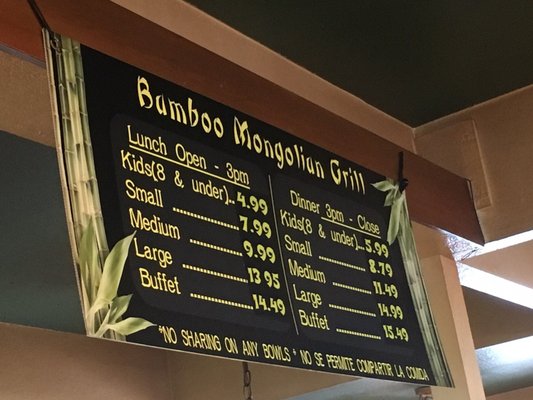 Bamboo Mongolian Grill
Lunch Open - 3pm
Kids(8 & under).. 4.99
Small ............... 7.99
Medium ............ 9.99
Large ............... 13 95
Buffet ............... 14.49
Dinner 3pm - Close
Kids(8 & under)... 5.99
Small ............... 8.79
Medium ............ 11.49
Large ............... 14.99
Buffet ............... 15.49
*NO SHARING ON ANY BOWLS * NO SE PERMITE COMPARTIR LA COMIDA